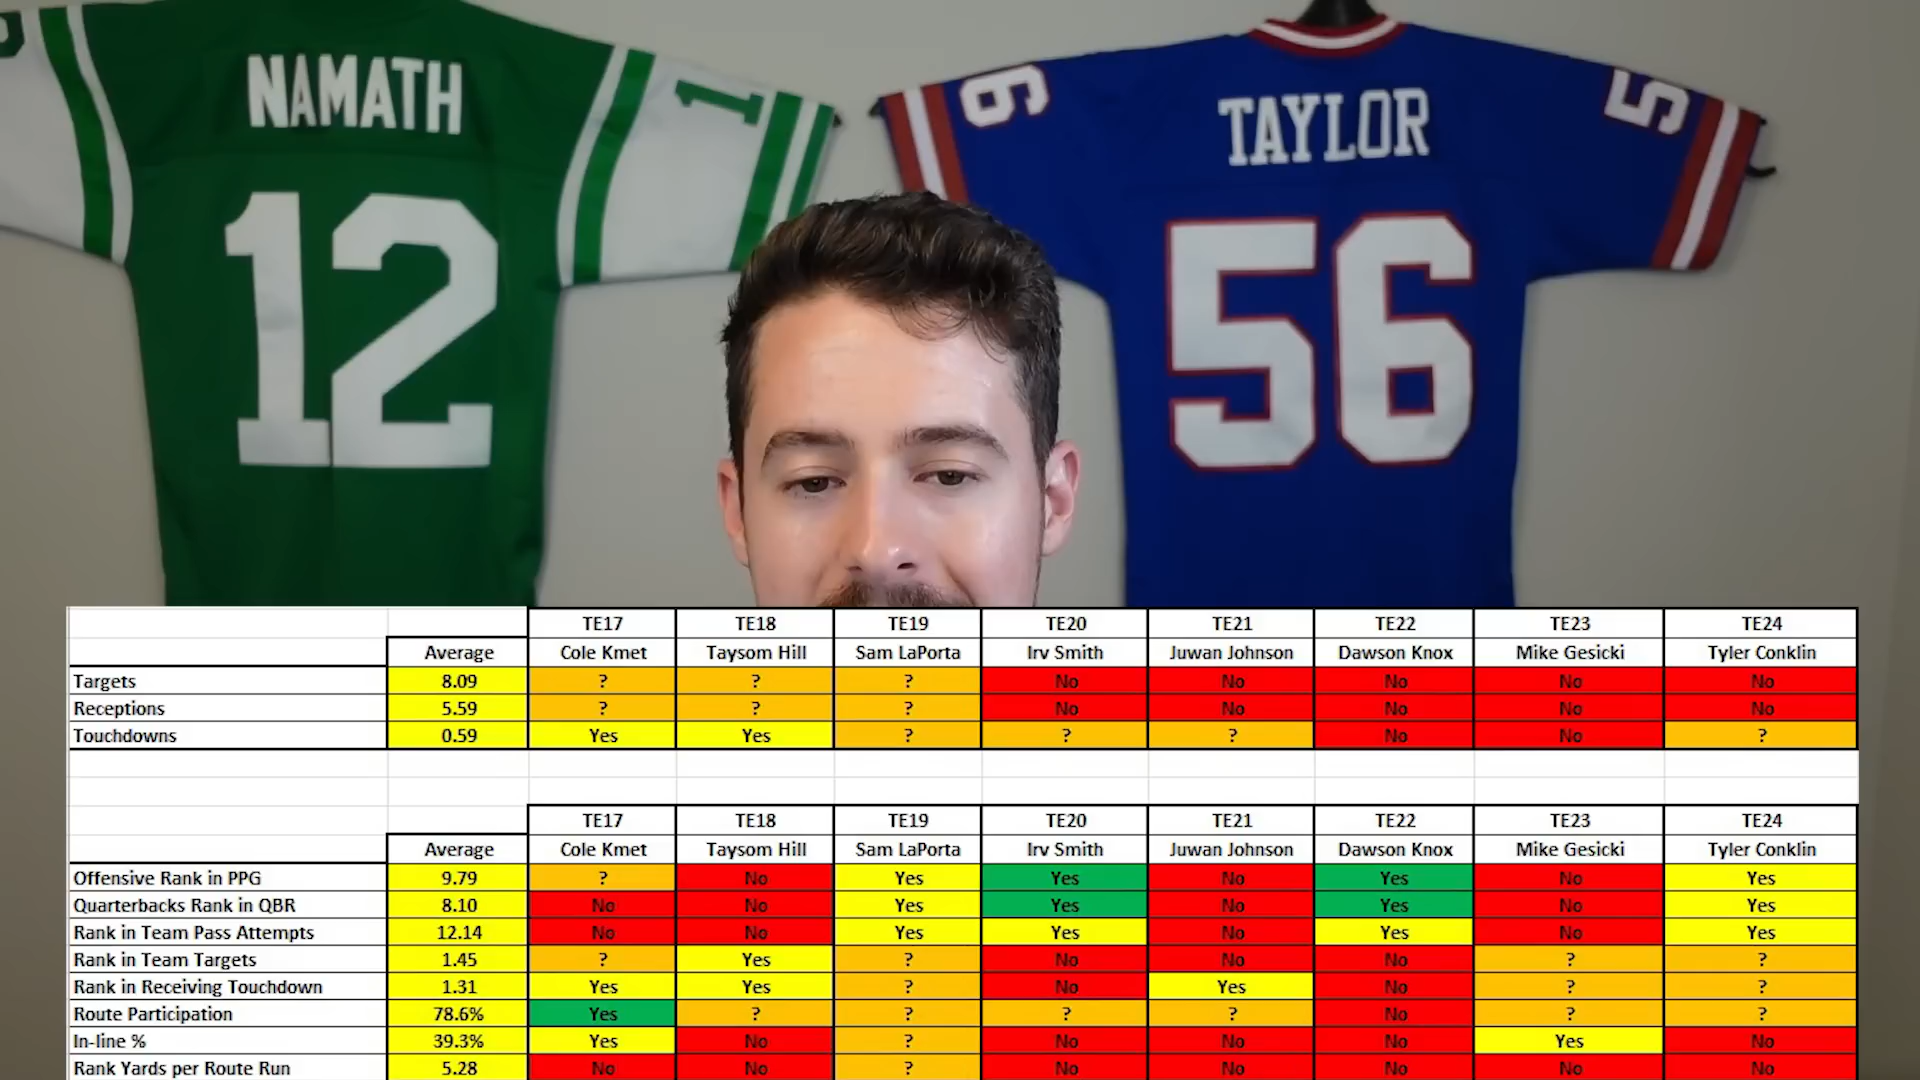 NAMATH
1
12
6
TAYLOR
5
56
TE17 TE18 TE19 TE20 TE21 TE22 TE23 TE24
Average Cole Kmet Taysom Hill Sam LaPorta Irv Smith Juwan Johnson Dawson Knox Mike Gesicki Tyler Conklin
Targets 8.09 ? ? ? No No No No No
Receptions 5.59 ? ? ? No No No No No
Touchdowns 0.59 Yes Yes ? ? ? No No ?
TE17 TE18 TE19 TE20 TE21 TE22 TE23 TE24
Average Cole Kmet Taysom Hill Sam LaPorta Irv Smith Juwan Johnson Dawson Knox Mike Gesicki Tyler Conklin
Offensive Rank in PPG 9.79 ? No Yes Yes No Yes No Yes
Quarterbacks Rank in QBR 8.10 No No Yes Yes No Yes No Yes
Rank in Team Pass Attempts 12.14 No No Yes Yes No Yes No Yes
Rank in Team Targets 1.45 ? Yes ? No No No ? ?
Rank in Receiving Touchdown 1.31 Yes Yes ? No Yes No ? ?
Route Participation 78.6% Yes ? ? ? ? No ? ?
In-line % 39.3% Yes No ? No No No Yes No
Rank Yards per Route Run 5.28 No No ? No No No No No